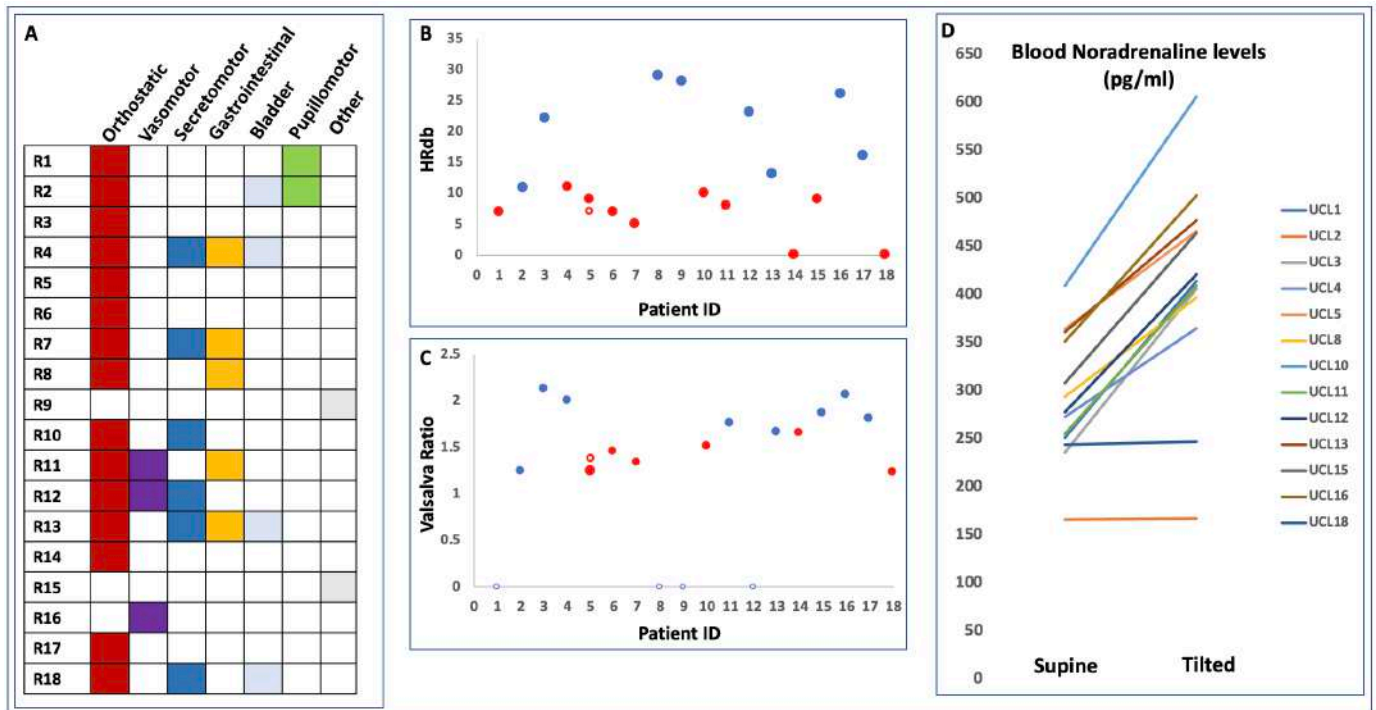 A
Orthostatic
Vasomotor
Secretomotor
Gastrointestinal
Bladder
Pupillomotor
Other
R1
R2
R3
R4
R5
R6
R7
R8
R9
R10
R11
R12
R13
R14
R15
R16
R17
R18
B
35
30
25
20
15
10
5
0
HRdb
0 1 2 3 4 5 6 7 8 9 10 11 12 13 14 15 16 17 18
Patient ID
C
2.5
2
1.5
1
0.5
0
Valsalva Ratio
0 1 2 3 4 5 6 7 8 9 10 11 12 13 14 15 16 17 18
Patient ID
D
Blood Noradrenaline levels
(pg/ml)
650
600
550
500
450
400
350
300
250
200
150
100
50
0
Supine Tilted
UCL1
UCL2
UCL3
UCL4
UCL5
UCL8
UCL10
UCL11
UCL12
UCL13
UCL15
UCL16
UCL18